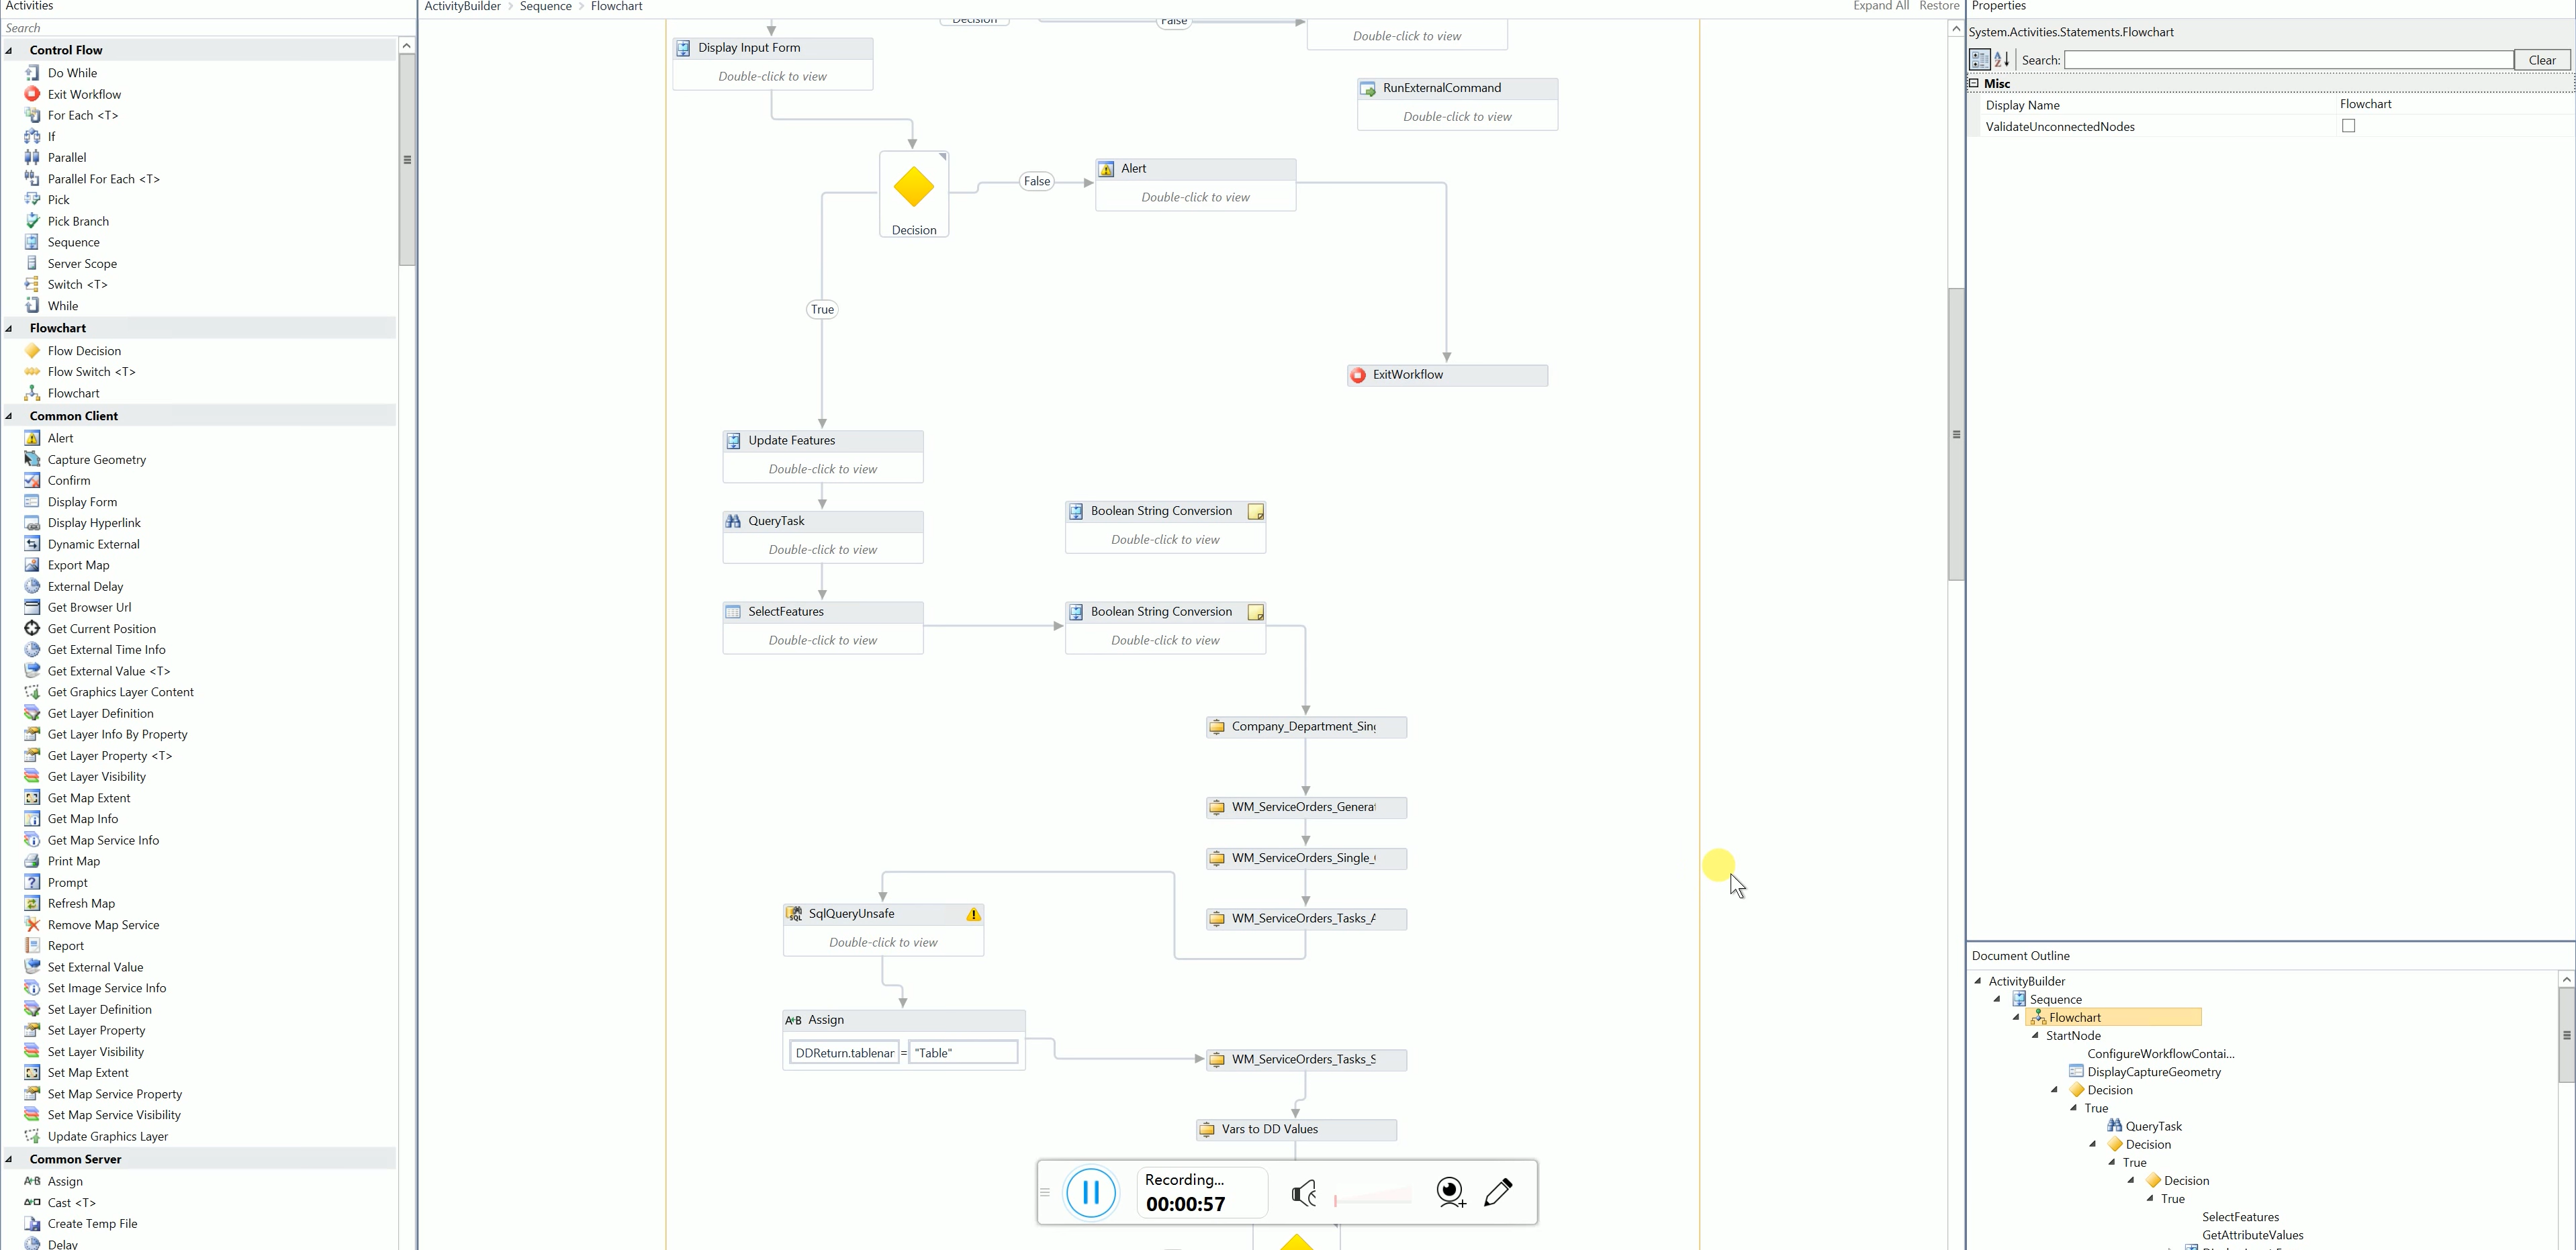 Activities
Search
Control Flow
Do While
Exit Workflow
For Each <T>
If
Parallel
Parallel For Each <T>
Pick
Pick Branch
Sequence
Server Scope
Switch <T>
While
Flowchart
Flow Decision
Flow Switch <T>
Flowchart
Common Client
Alert
Capture Geometry
Confirm
Display Form
Display Hyperlink
Dynamic External
Export Map
External Delay
Get Browser Url
Get Current Position
Get External Time Info
Get External Value <T>
Get Graphics Layer Content
Get Layer Definition
Get Layer Info By Property
Get Layer Property <T>
Get Layer Visibility
Get Map Extent
Get Map Info
Get Map Service Info
Print Map
Prompt
Refresh Map
Remove Map Service
Report
Set External Value
Set Image Service Info
Set Layer Definition
Set Layer Property
Set Layer Visibility
Set Map Extent
Set Map Service Property
Set Map Service Visibility
Update Graphics Layer
Common Server
A+B Assign
Cast <T>
Create Temp File
Delay
ActivityBuilder Sequence Flowchart
Expand All Restore
Decision
False
Double-click to view
Display Input Form
Double-click to view
RunExternalCommand
Double-click to view
Decision
False
Alert
Double-click to view
True
ExitWorkflow
Update Features
Double-click to view
QueryTask
Double-click to view
Boolean String Conversion
Double-click to view
SelectFeatures
Double-click to view
Boolean String Conversion
Double-click to view
Company_Department_Sing
WM_ServiceOrders_Generat
WM_ServiceOrders_Single_
WM_ServiceOrders_Tasks_A
SQL SqlQueryUnsafe
Double-click to view
A+B Assign
DDReturn.tablenar = "Table"
WM_ServiceOrders_Tasks_S
Vars to DD Values
Recording...
00:00:57
Properties
System.Activities.Statements.Flowchart
Search:
Clear
Misc
Display Name Flowchart
ValidateUnconnectedNodes
Document Outline
ActivityBuilder
Sequence
Flowchart
StartNode
ConfigureWorkflowContai...
DisplayCaptureGeometry
Decision
True
QueryTask
Decision
True
Decision
True
SelectFeatures
GetAttributeValues